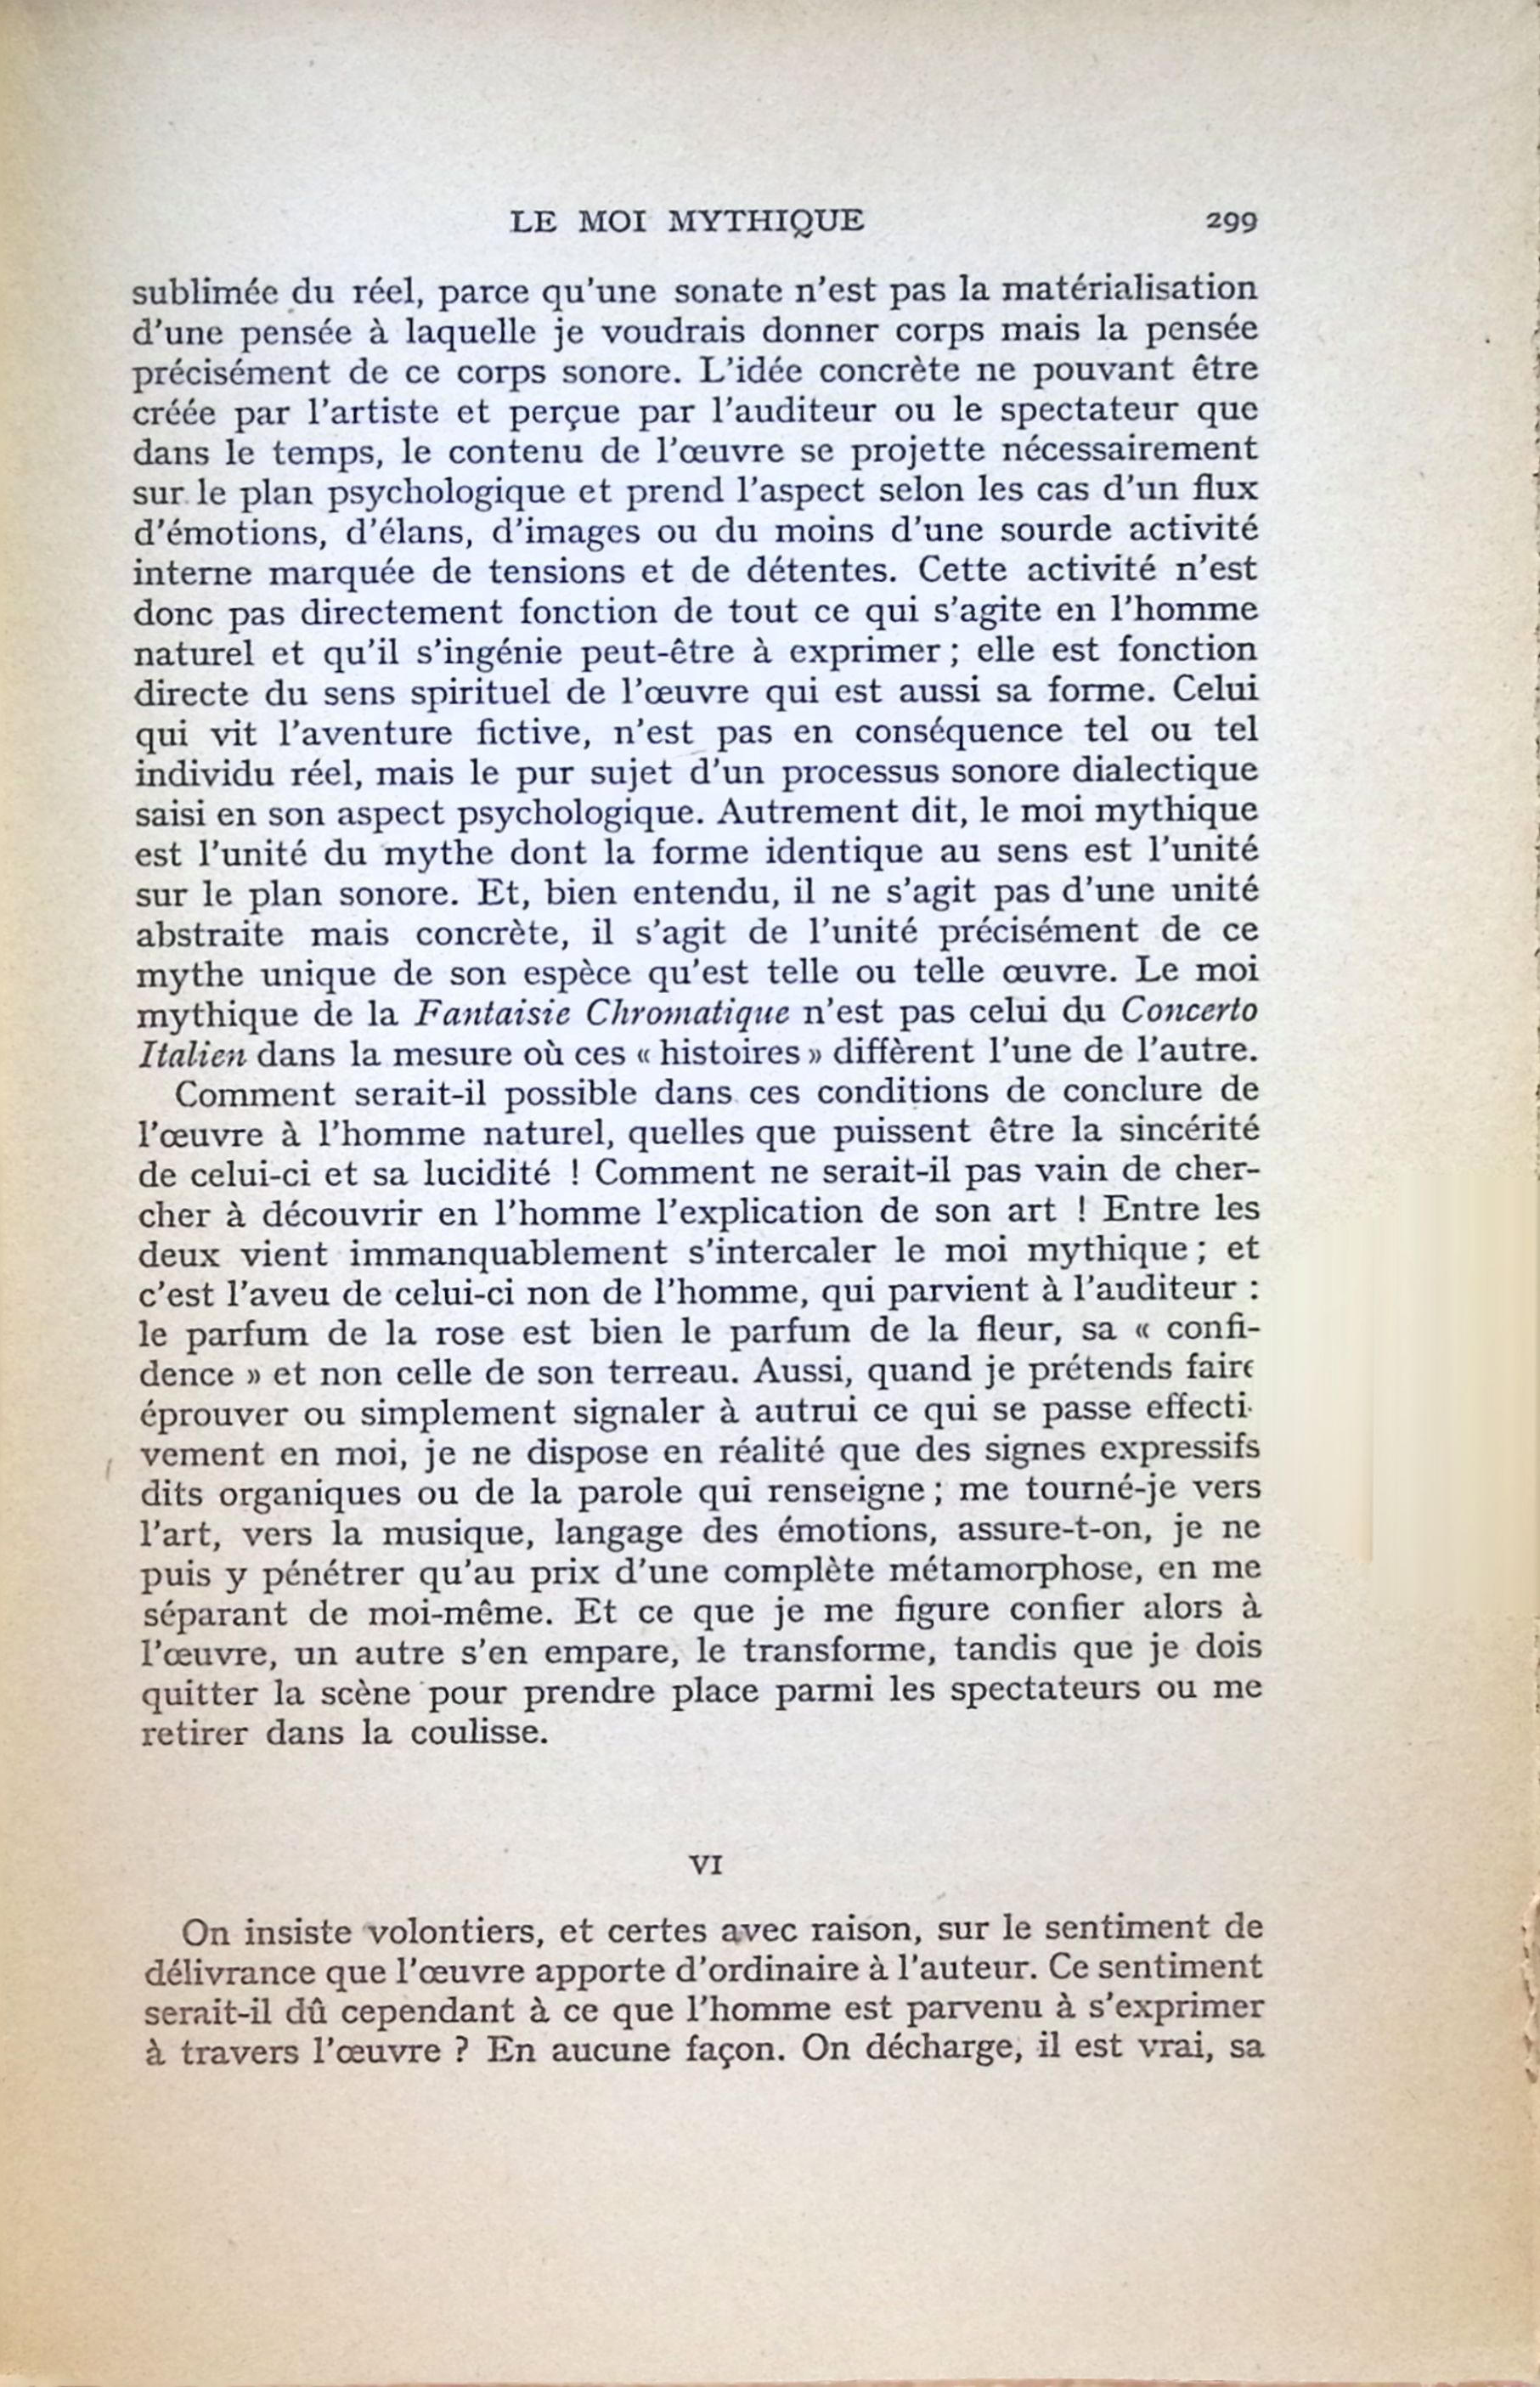 LE MOI MYTHIQUE 299
sublimée du réel, parce qu'une sonate n'est pas la matérialisation
d'une pensée à laquelle je voudrais donner corps mais la pensée
précisément de ce corps sonore. L'idée concrète ne pouvant être
créée par l'artiste et perçue par l'auditeur ou le spectateur que
dans le temps, le contenu de l'œuvre se projette nécessairement
sur le plan psychologique et prend l'aspect selon les cas d'un flux
d'émotions, d'élans, d'images ou du moins d'une sourde activité
interne marquée de tensions et de détentes. Cette activité n'est
donc pas directement fonction de tout ce qui s'agite en l'homme
naturel et qu'il s'ingénie peut-être à exprimer ; elle est fonction
directe du sens spirituel de l'œuvre qui est aussi sa forme. Celui
qui vit l'aventure fictive, n'est pas en conséquence tel ou tel
individu réel, mais le pur sujet d'un processus sonore dialectique
saisi en son aspect psychologique. Autrement dit, le moi mythique
est l'unité du mythe dont la forme identique au sens est l'unité
sur le plan sonore. Et, bien entendu, il ne s'agit pas d'une unité
abstraite mais concrète, il s'agit de l'unité précisément de ce
mythe unique de son espèce qu'est telle ou telle œuvre. Le moi
mythique de la Fantaisie Chromatique n'est pas celui du Concerto
Italien dans la mesure où ces « histoires » diffèrent l'une de l'autre.
Comment serait-il possible dans ces conditions de conclure de
l'œuvre à l'homme naturel, quelles que puissent être la sincérité
de celui-ci et sa lucidité ! Comment ne serait-il pas vain de cher-
cher à découvrir en l'homme l'explication de son art ! Entre les
deux vient immanquablement s'intercaler le moi mythique ; et
c'est l'aveu de celui-ci non de l'homme, qui parvient à l'auditeur :
le parfum de la rose est bien le parfum de la fleur, sa « confi-
dence » et non celle de son terreau. Aussi, quand je prétends faire
éprouver ou simplement signaler à autrui ce qui se passe effecti-
vement en moi, je ne dispose en réalité que des signes expressifs
dits organiques ou de la parole qui renseigne ; me tourné-je vers
l'art, vers la musique, langage des émotions, assure-t-on, je ne
puis y pénétrer qu'au prix d'une complète métamorphose, en me
séparant de moi-même. Et ce que je me figure confier alors à
l'œuvre, un autre s'en empare, le transforme, tandis que je dois
quitter la scène pour prendre place parmi les spectateurs ou me
retirer dans la coulisse.
VI
On insiste volontiers, et certes avec raison, sur le sentiment de
délivrance que l'œuvre apporte d'ordinaire à l'auteur. Ce sentiment
serait-il dû cependant à ce que l'homme est parvenu à s'exprimer
à travers l'œuvre ? En aucune façon. On décharge, il est vrai, sa